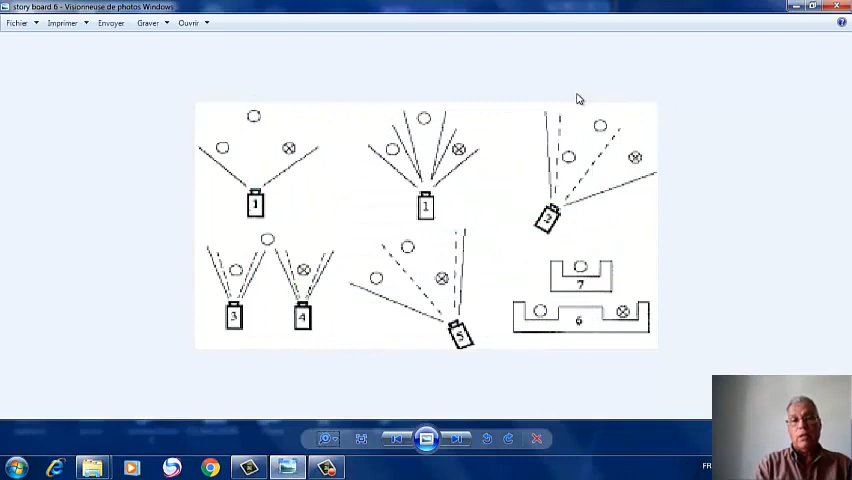 story board 6 - Visionneuse de photos Windows
Fichier Imprimer Envoyer Graver Ouvrir
1
1
2
3
4
5
7
6
FR